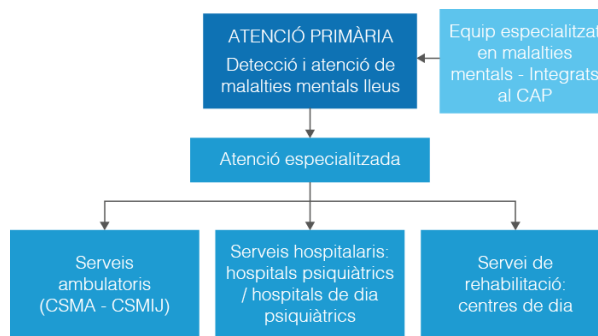 ATENCIÓ PRIMÀRIA
Detecció i atenció de
malalties mentals lleus
Equip especialitzat
en malalties
mentals - Integrats
al CAP
Atenció especialitzada
Serveis
ambulatoris
(CSMA - CSMIJ)
Serveis hospitalaris:
hospitals psiquiàtrics
/ hospitals de dia
psiquiàtrics
Servei de
rehabilitació:
centres de dia